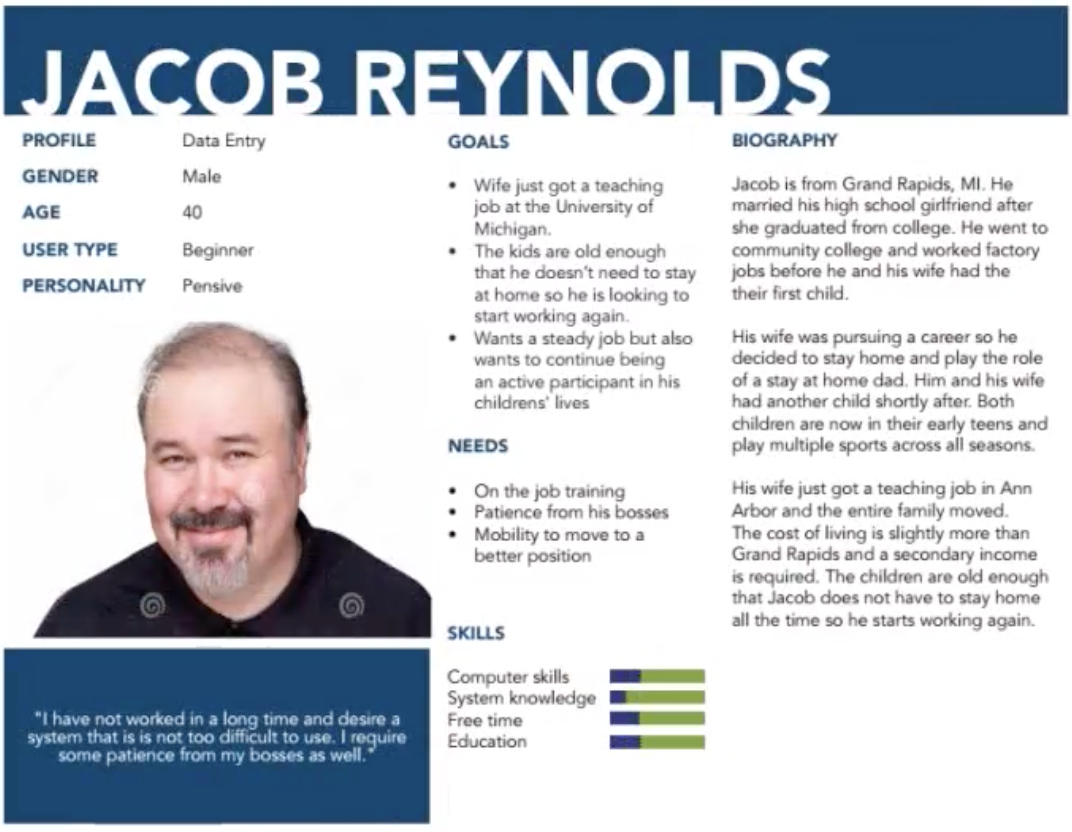 JACOB REYNOLDS
PROFILE Data Entry
GENDER Male
AGE 40
USER TYPE Beginner
PERSONALITY Pensive
"I have not worked in a long time and desire a
system that is is not too difficult to use. I require
some patience from my bosses as well."
GOALS
• Wife just got a teaching
job at the University of
Michigan.
• The kids are old enough
that he doesn't need to stay
at home so he is looking to
start working again.
• Wants a steady job but also
wants to continue being
an active participant in his
childrens' lives
NEEDS
• On the job training
• Patience from his bosses
• Mobility to move to a
better position
SKILLS
Computer skills
System knowledge
Free time
Education
BIOGRAPHY
Jacob is from Grand Rapids, MI. He
married his high school girlfriend after
she graduated from college. He went to
community college and worked factory
jobs before he and his wife had the
their first child.
His wife was pursuing a career so he
decided to stay home and play the role
of a stay at home dad. Him and his wife
had another child shortly after. Both
children are now in their early teens and
play multiple sports across all seasons.
His wife just got a teaching job in Ann
Arbor and the entire family moved.
The cost of living is slightly more than
Grand Rapids and a secondary income
is required. The children are old enough
that Jacob does not have to stay home
all the time so he starts working again.